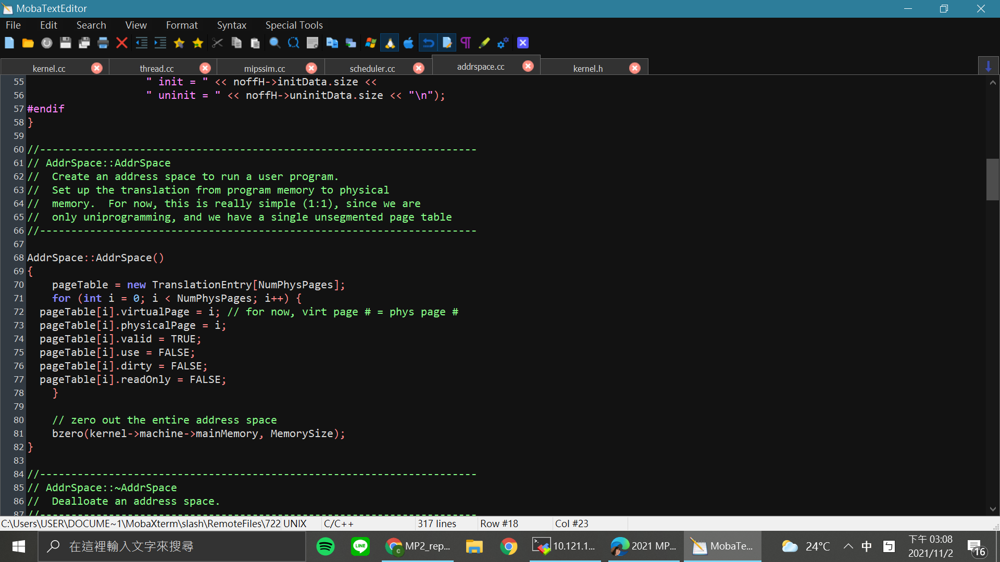 MobaTextEditor
File Edit Search View Format Syntax Special Tools
kernel.cc thread.cc mipssim.cc scheduler.cc addrspace.cc kernel.h
55 " init = " << noffH->initData.size <<
56 " uninit = " << noffH->uninitData.size << "\n");
57 #endif
58 }
59
60 //----------------------------------------------------------------------
61 // AddrSpace::AddrSpace
62 // Create an address space to run a user program.
63 // Set up the translation from program memory to physical
64 // memory. For now, this is really simple (1:1), since we are
65 // only uniprogramming, and we have a single unsegmented page table
66 //----------------------------------------------------------------------
67
68 AddrSpace::AddrSpace()
69 {
70 pageTable = new TranslationEntry[NumPhysPages];
71 for (int i = 0; i < NumPhysPages; i++) {
72 pageTable[i].virtualPage = i; // for now, virt page # = phys page #
73 pageTable[i].physicalPage = i;
74 pageTable[i].valid = TRUE;
75 pageTable[i].use = FALSE;
76 pageTable[i].dirty = FALSE;
77 pageTable[i].readOnly = FALSE;
78 }
79
80 // zero out the entire address space
81 bzero(kernel->machine->mainMemory, MemorySize);
82 }
83
84 //----------------------------------------------------------------------
85 // AddrSpace::~AddrSpace
86 // Dealloate an address space.
87 //----------------------------------------------------------------------
C:\Users\USER\DOCUME~1\MobaXterm\slash\RemoteFiles\722 UNIX C/C++ 317 lines Row #18 Col #23
在這裡輸入文字來搜尋 LINE C MP2_rep... 10.121.1... 2021 MP... MobaTe... 24°C 中 ㄅ 下午 03:08 16
2021/11/2